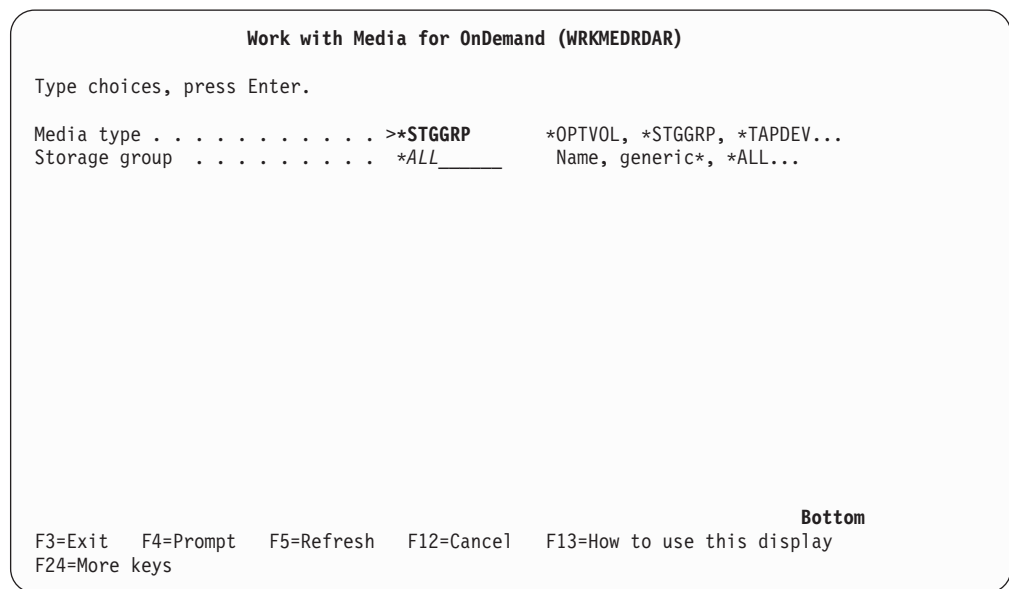 Work with Media for OnDemand (WRKMEDRDAR)
Type choices, press Enter.
Media type . . . . . . . . . . . >*STGGRP *OPTVOL, *STGGRP, *TAPDEV...
Storage group . . . . . . . . . *ALL______ Name, generic*, *ALL...
Bottom
F3=Exit F4=Prompt F5=Refresh F12=Cancel F13=How to use this display
F24=More keys